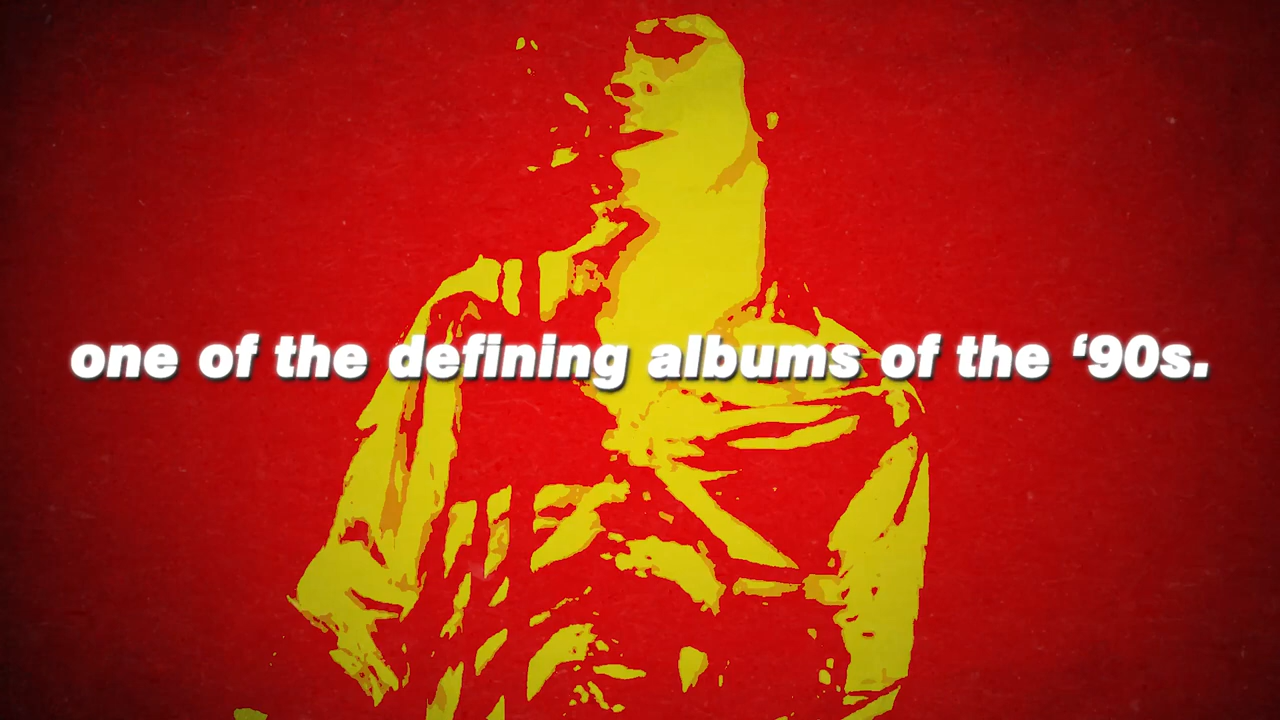 one of the defining albums of the ‘90s.